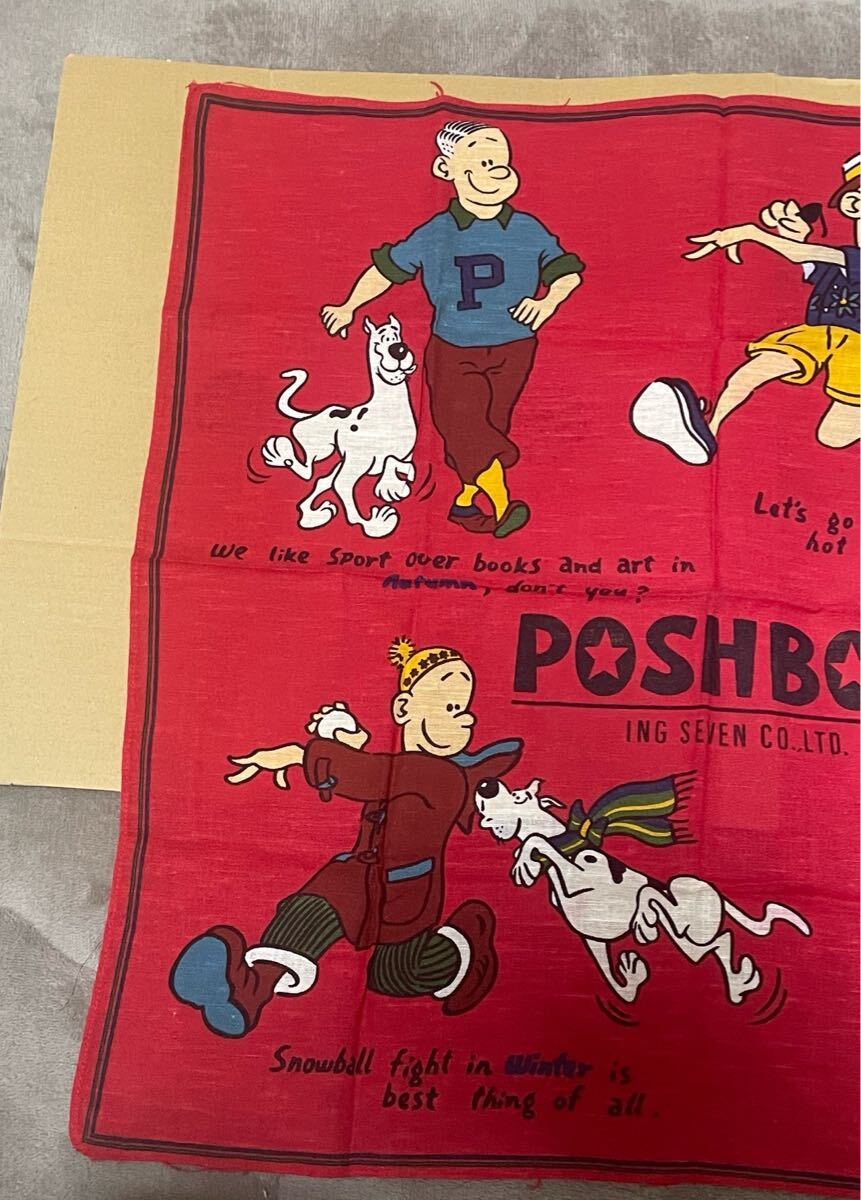 P
Let's go
hot
we like Sport over books and art in
Autumn, don't you?
POSHBO
ING SEVEN CO.,LTD.
Snowball fight in Winter is
best thing of all.